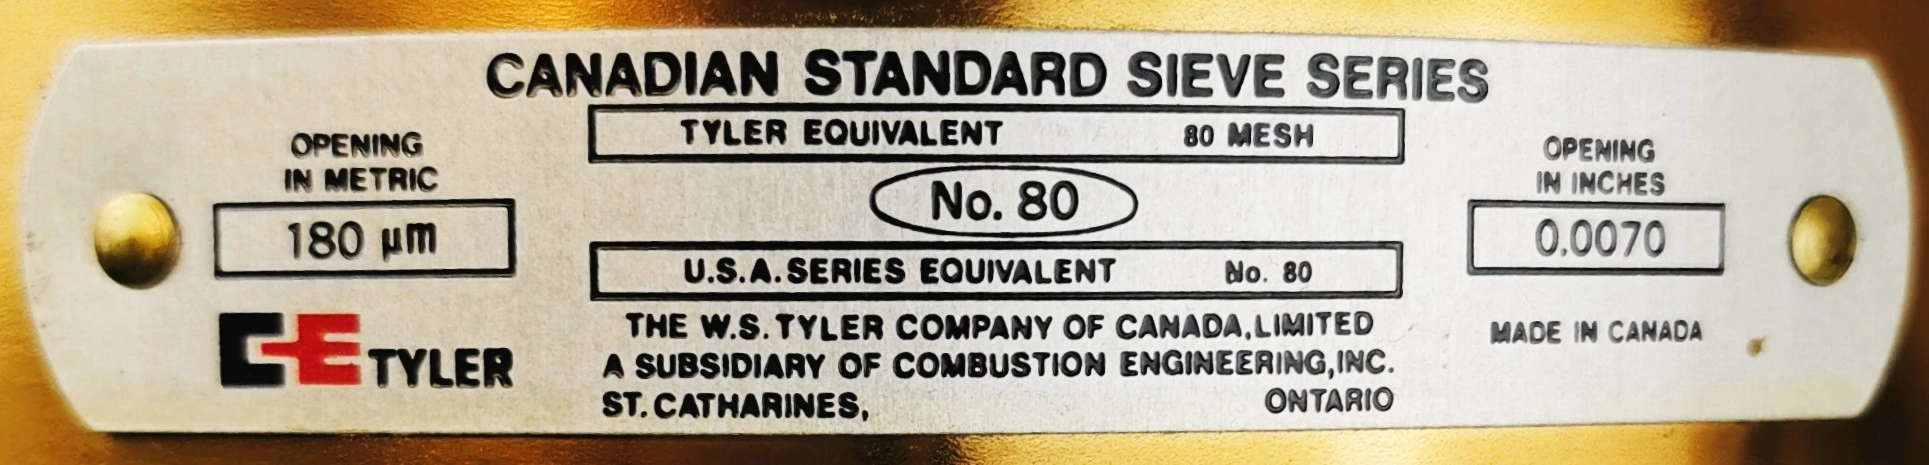 CANADIAN STANDARD SIEVE SERIES
TYLER EQUIVALENT 80 MESH
OPENING
IN METRIC
180 µm
No. 80
OPENING
IN INCHES
0.0070
U.S.A. SERIES EQUIVALENT No. 80
CE TYLER
THE W.S. TYLER COMPANY OF CANADA, LIMITED
A SUBSIDIARY OF COMBUSTION ENGINEERING, INC.
ST. CATHARINES, ONTARIO
MADE IN CANADA